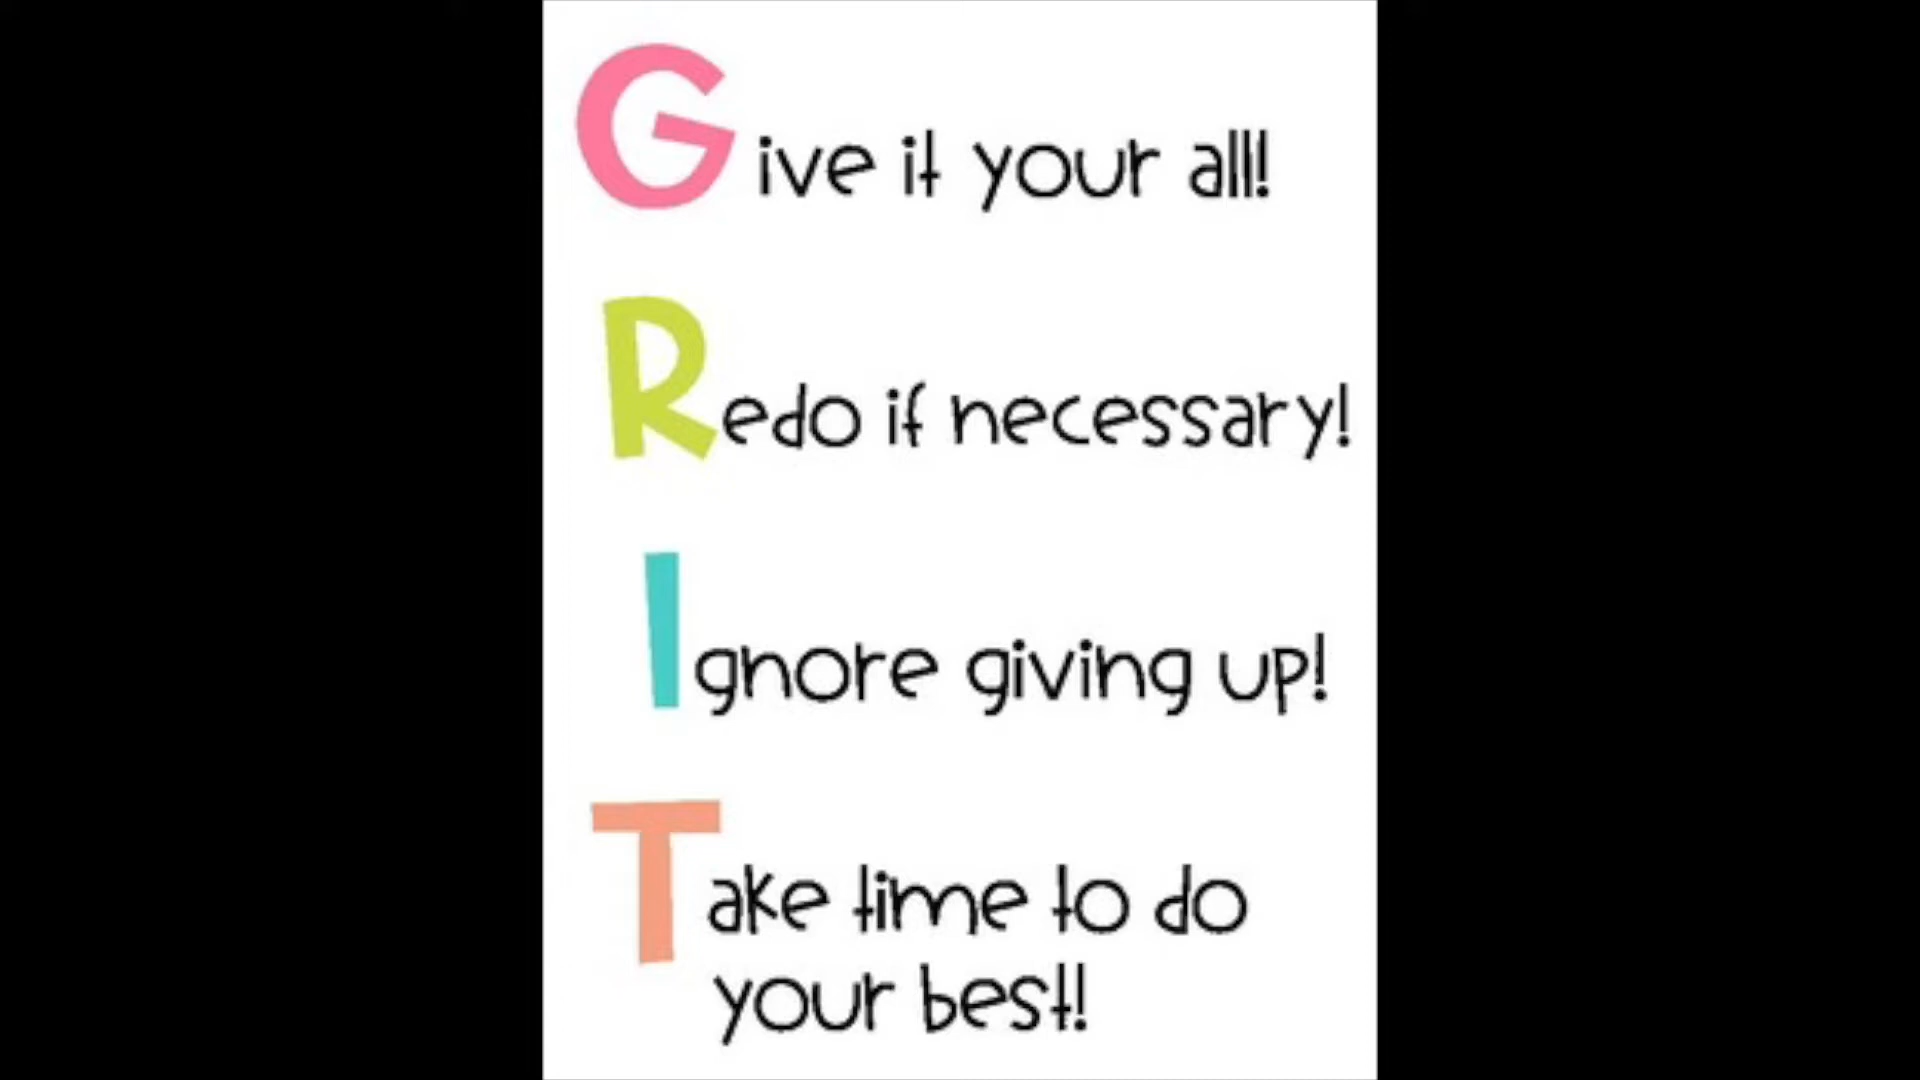 Give it your all!
Redo if necessary!
Ignore giving up!
Take time to do
your best!